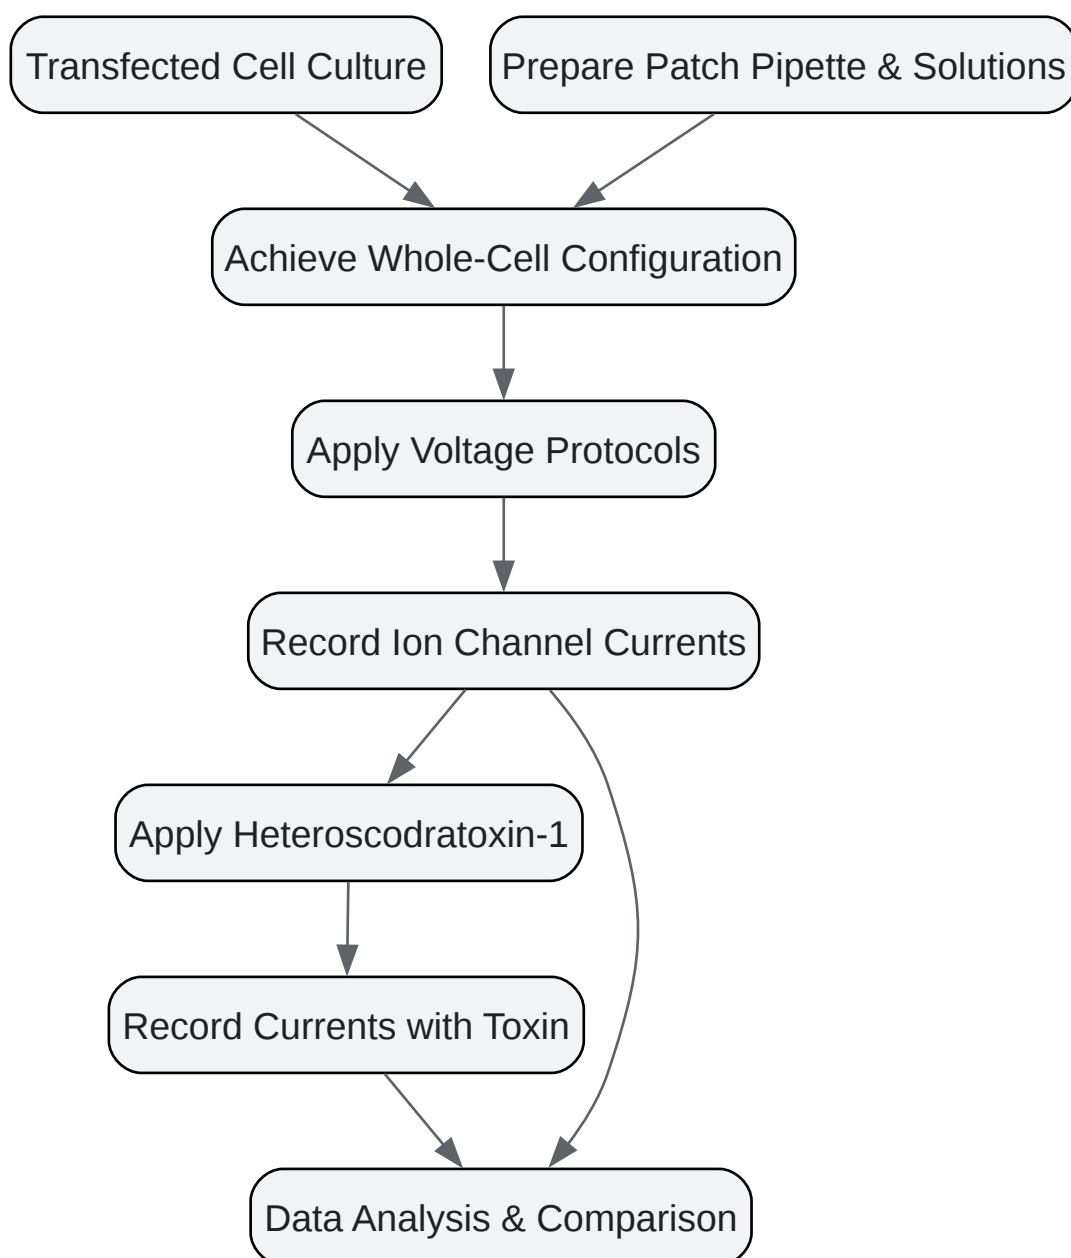 Transfected Cell Culture
Prepare Patch Pipette & Solutions
Achieve Whole-Cell Configuration
Apply Voltage Protocols
Record Ion Channel Currents
Apply Heteroscodratoxin-1
Record Currents with Toxin
Data Analysis & Comparison